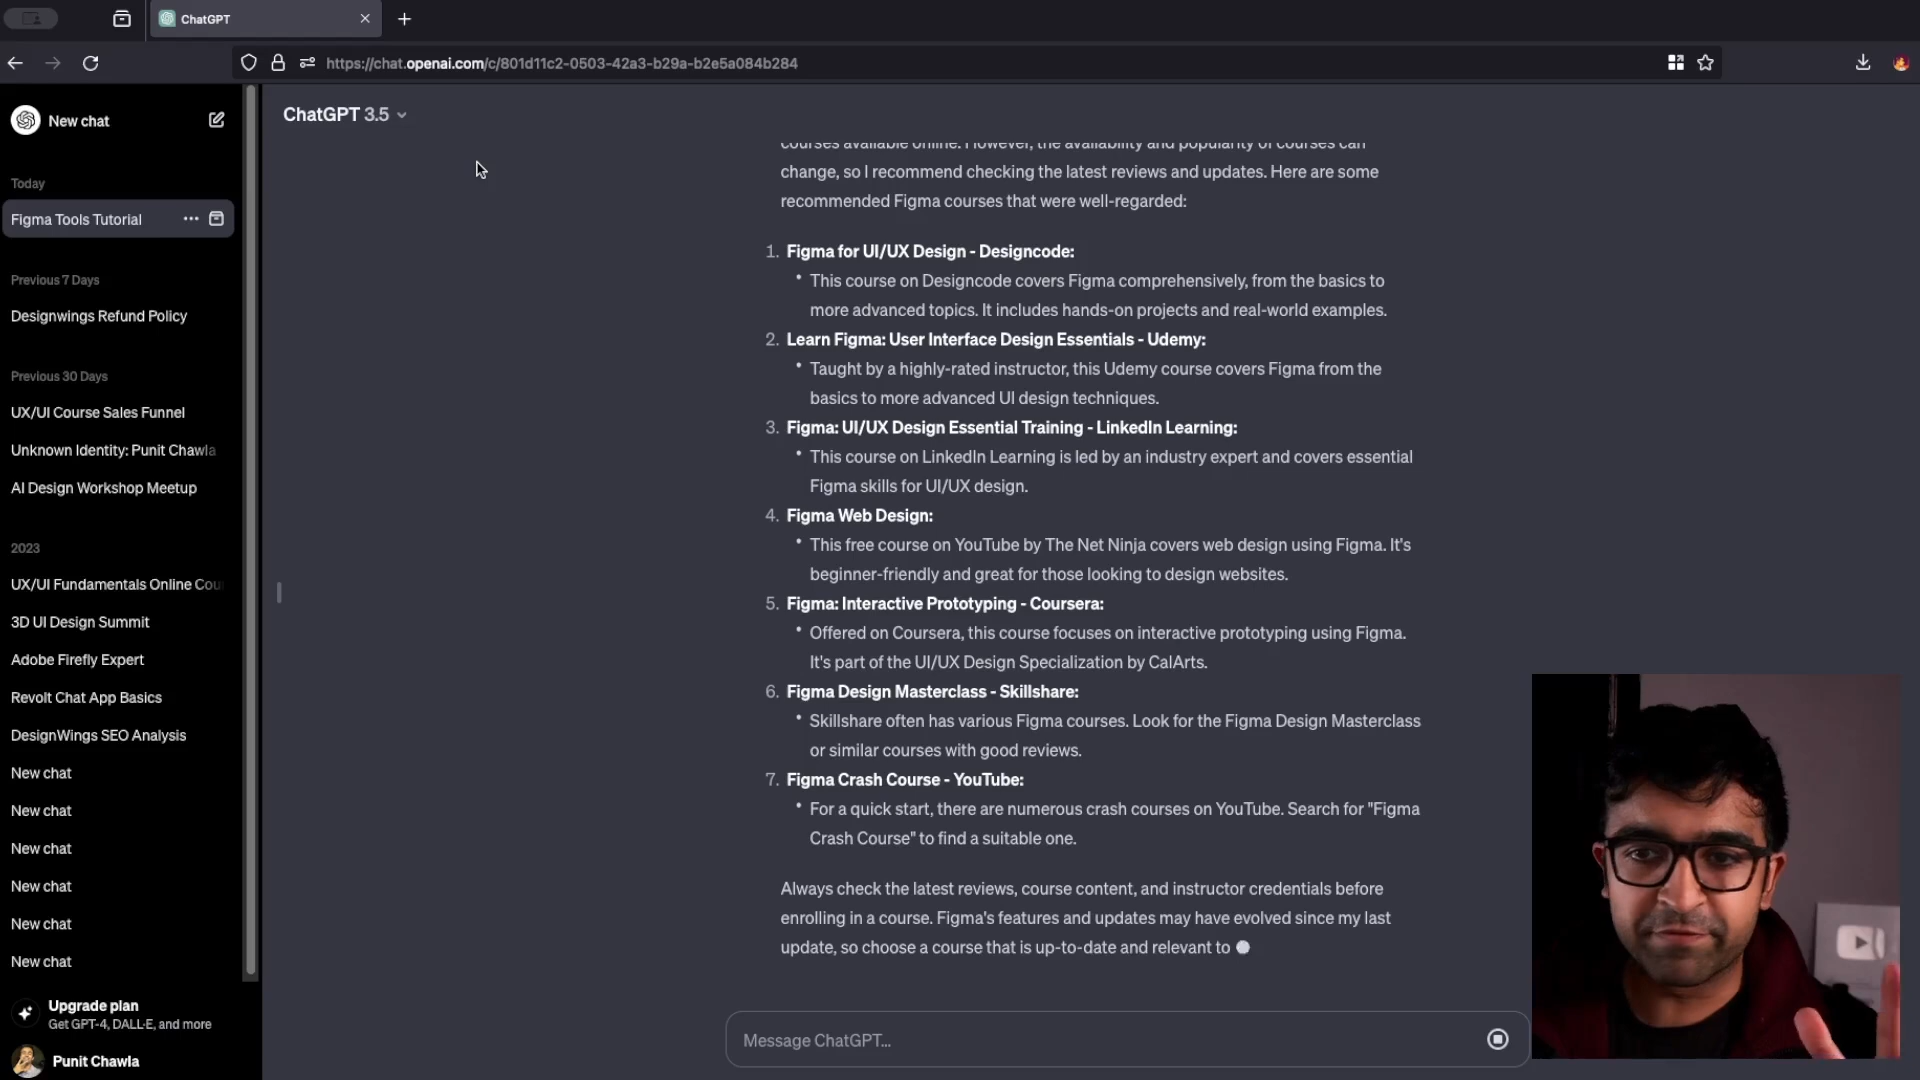 ChatGPT
https://chat.openai.com/c/801d11c2-0503-42a3-b29a-b2e5a084b284
New chat
Today
Figma Tools Tutorial
Previous 7 Days
Designwings Refund Policy
Previous 30 Days
UX/UI Course Sales Funnel
Unknown Identity: Punit Chawla
AI Design Workshop Meetup
2023
UX/UI Fundamentals Online Cou
3D UI Design Summit
Adobe Firefly Expert
Revolt Chat App Basics
DesignWings SEO Analysis
New chat
New chat
New chat
New chat
New chat
New chat
Upgrade plan
Get GPT-4, DALL·E, and more
Punit Chawla
ChatGPT 3.5
courses available online. However, the availability and popularity of courses can
change, so I recommend checking the latest reviews and updates. Here are some
recommended Figma courses that were well-regarded:
1. Figma for UI/UX Design - Designcode:
• This course on Designcode covers Figma comprehensively, from the basics to
more advanced topics. It includes hands-on projects and real-world examples.
2. Learn Figma: User Interface Design Essentials - Udemy:
• Taught by a highly-rated instructor, this Udemy course covers Figma from the
basics to more advanced UI design techniques.
3. Figma: UI/UX Design Essential Training - LinkedIn Learning:
• This course on LinkedIn Learning is led by an industry expert and covers essential
Figma skills for UI/UX design.
4. Figma Web Design:
• This free course on YouTube by The Net Ninja covers web design using Figma. It's
beginner-friendly and great for those looking to design websites.
5. Figma: Interactive Prototyping - Coursera:
• Offered on Coursera, this course focuses on interactive prototyping using Figma.
It's part of the UI/UX Design Specialization by CalArts.
6. Figma Design Masterclass - Skillshare:
• Skillshare often has various Figma courses. Look for the Figma Design Masterclass
or similar courses with good reviews.
7. Figma Crash Course - YouTube:
• For a quick start, there are numerous crash courses on YouTube. Search for "Figma
Crash Course" to find a suitable one.
Always check the latest reviews, course content, and instructor credentials before
enrolling in a course. Figma's features and updates may have evolved since my last
update, so choose a course that is up-to-date and relevant to
Message ChatGPT...